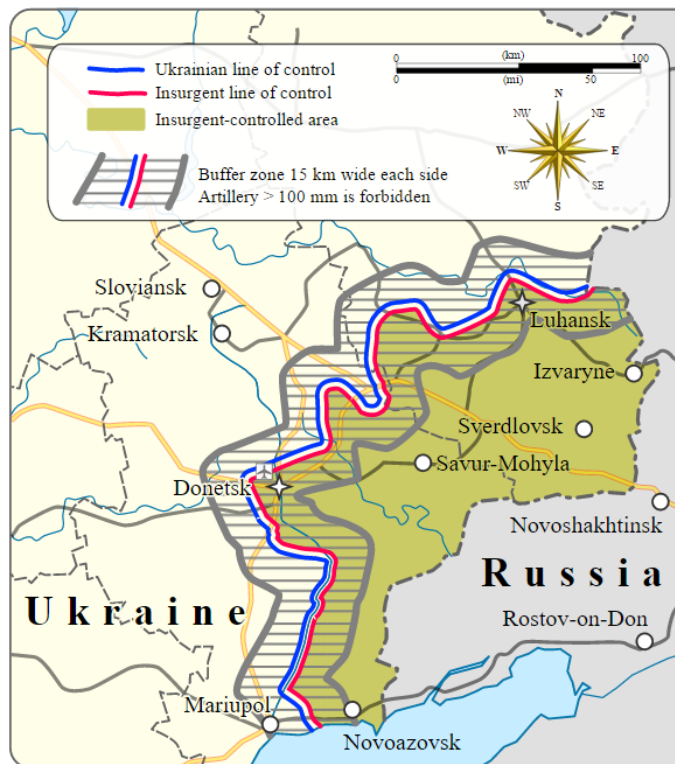 Ukrainian line of control
Insurgent line of control
Insurgent-controlled area
Buffer zone 15 km wide each side
Artillery > 100 mm is forbidden
0 (km) 100
0 (mi) 50
N
NW NE
W E
SW SE
S
Sloviansk
Kramatorsk
Luhansk
Izvaryne
Sverdlovsk
Savur-Mohyla
Donetsk
Novoshakhtinsk
Russia
Ukraine
Rostov-on-Don
Mariupol
Novoazovsk